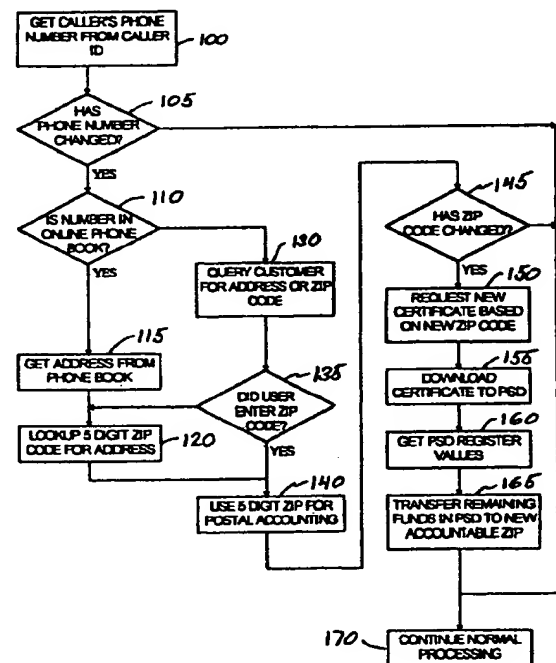 GET CALLER'S PHONE
NUMBER FROM CALLER
ID
100
105
HAS
PHONE NUMBER
CHANGED?
YES
110
IS NUMBER IN
ONLINE PHONE
BOOK?
YES
130
QUERY CUSTOMER
FOR ADDRESS OR ZIP
CODE
115
GET ADDRESS FROM
PHONE BOOK
135
DID USER
ENTER ZIP
CODE?
YES
LOOKUP 5 DIGIT ZIP
CODE FOR ADDRESS
120
140
USE 5 DIGIT ZIP FOR
POSTAL ACCOUNTING
145
HAS ZIP
CODE CHANGED?
YES
150
REQUEST NEW
CERTIFICATE BASED
ON NEW ZIP CODE
155
DOWNLOAD
CERTIFICATE TO PSD
160
GET PSD REGISTER
VALUES
165
TRANSFER REMAINING
FUNDS IN PSD TO NEW
ACCOUNTABLE ZIP
170
CONTINUE NORMAL
PROCESSING